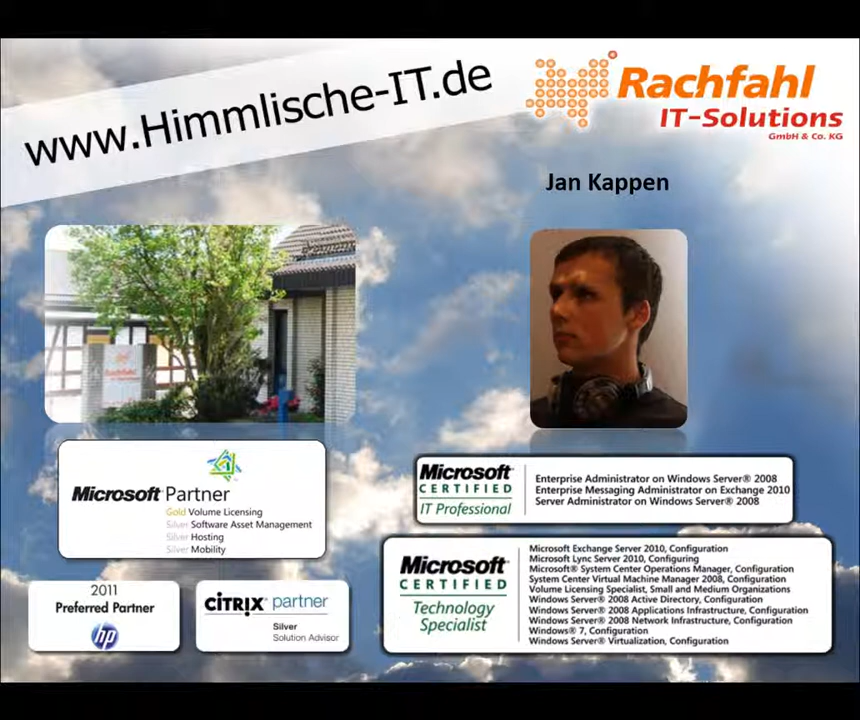 www.Himmlische-IT.de
Rachfahl
IT-Solutions
GmbH & Co. KG
Jan Kappen
Microsoft Partner
Gold Volume Licensing
Silver Software Asset Management
Silver Hosting
Silver Mobility
2011
Preferred Partner
hp
CITRIX partner
Silver
Solution Advisor
Microsoft
CERTIFIED
IT Professional
Enterprise Administrator on Windows Server® 2008
Enterprise Messaging Administrator on Exchange 2010
Server Administrator on Windows Server® 2008
Microsoft
CERTIFIED
Technology
Specialist
Microsoft Exchange Server 2010, Configuration
Microsoft Lync Server 2010, Configuring
Microsoft® System Center Operations Manager, Configuration
System Center Virtual Machine Manager 2008, Configuration
Volume Licensing Specialist, Small and Medium Organizations
Windows Server® 2008 Active Directory, Configuration
Windows Server® 2008 Applications Infrastructure, Configuration
Windows Server® 2008 Network Infrastructure, Configuration
Windows® 7, Configuration
Windows Server® Virtualization, Configuration